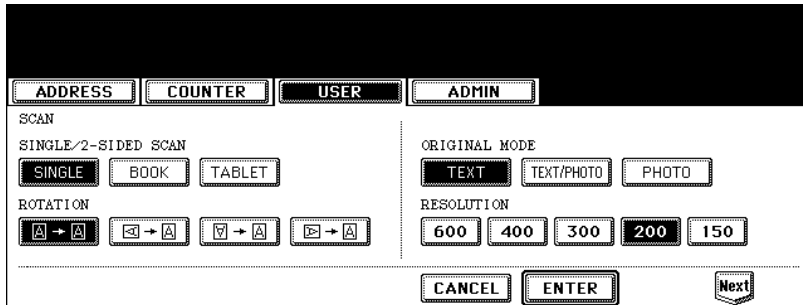 ADDRESS COUNTER USER ADMIN
SCAN
SINGLE/2-SIDED SCAN
SINGLE BOOK TABLET
ROTATION
A → A A → A A → A A → A
ORIGINAL MODE
TEXT TEXT/PHOTO PHOTO
RESOLUTION
600 400 300 200 150
CANCEL ENTER Next